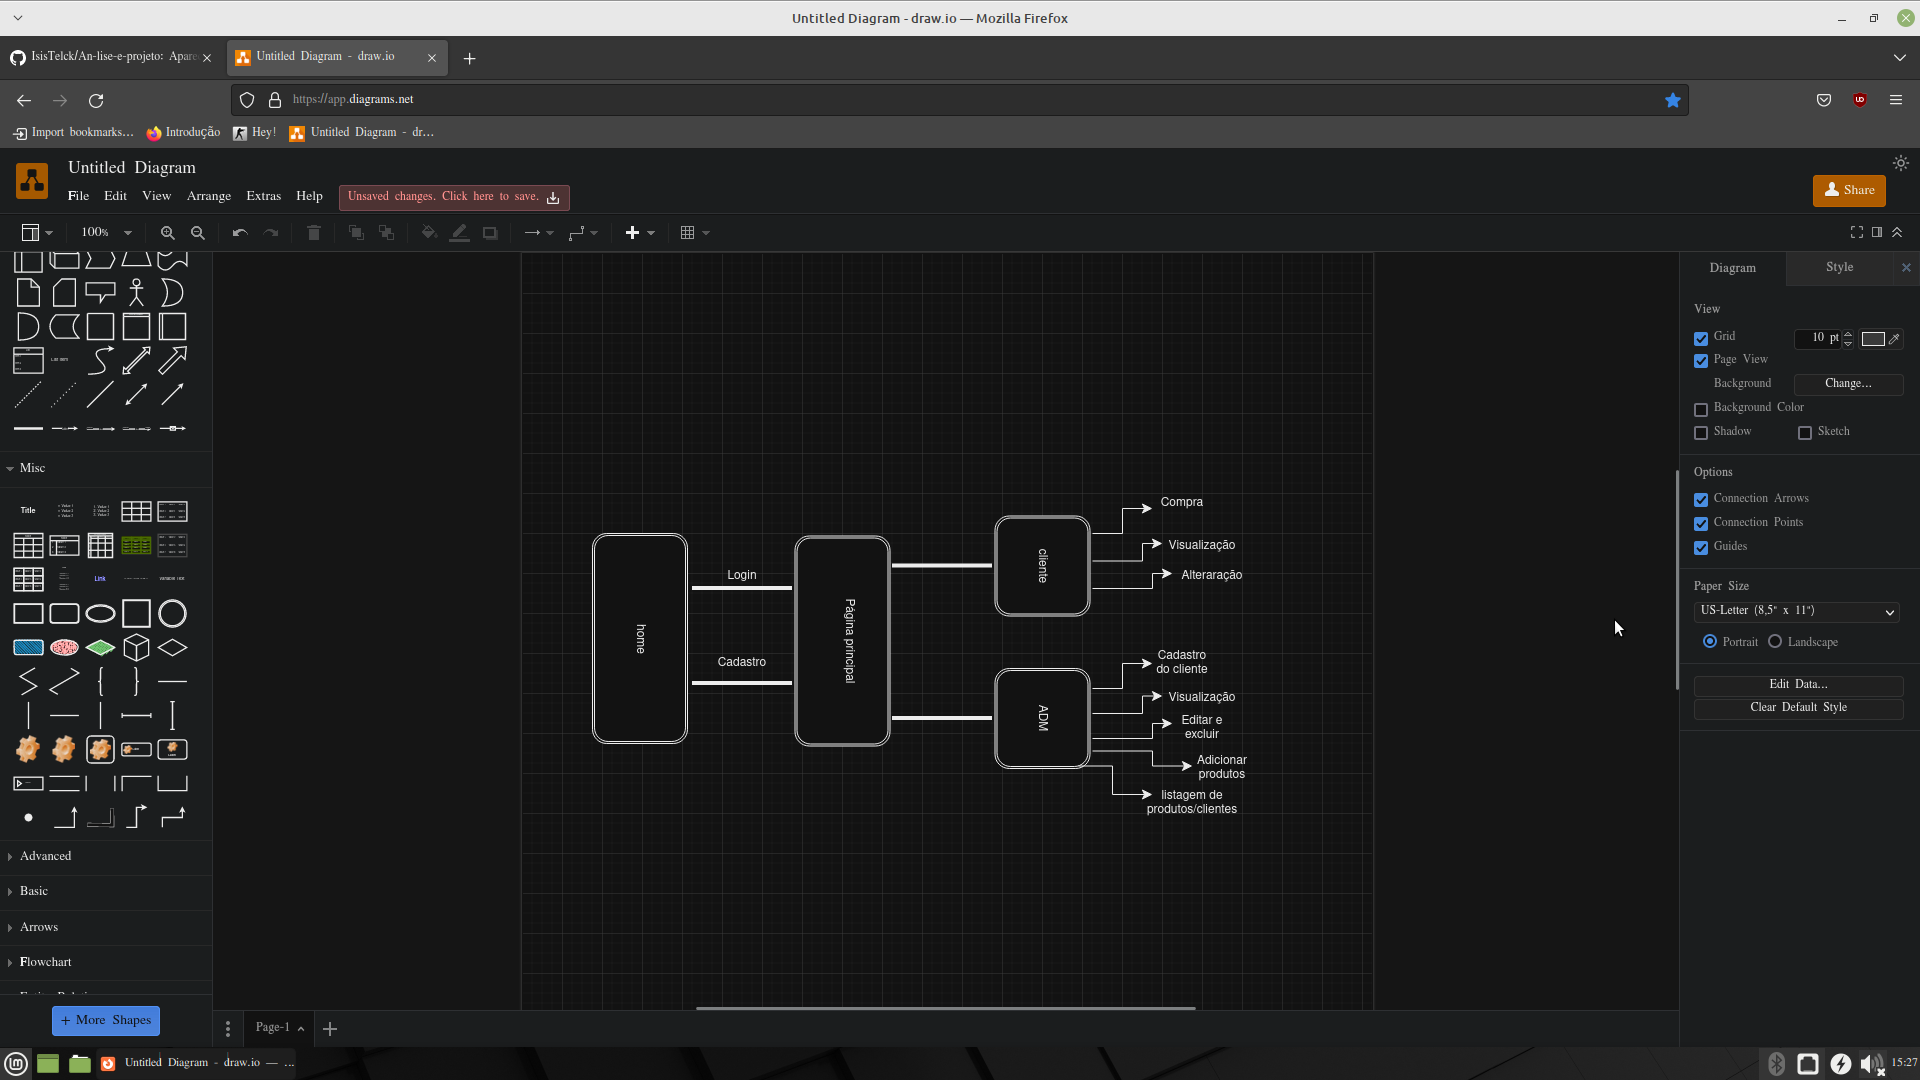 Untitled Diagram - draw.io — Mozilla Firefox
IsisTelck/An-lise-e-projeto: Apar
Untitled Diagram - draw.io
https://app.diagrams.net
Import bookmarks...
Introdução
Hey!
Untitled Diagram - dr...
Untitled Diagram
File Edit View Arrange Extras Help
Unsaved changes. Click here to save.
Share
100%
Diagram
Style
View
Grid
10 pt
Page View
Background
Change...
Background Color
Shadow
Sketch
Options
Connection Arrows
Connection Points
Guides
Paper Size
US-Letter (8,5" x 11")
Portrait
Landscape
Edit Data...
Clear Default Style
Misc
Title
Link
Advanced
Basic
Arrows
Flowchart
+ More Shapes
home
Login
Cadastro
Página principal
cliente
Compra
Visualização
Alteraração
ADM
Cadastro
do cliente
Visualização
Editar e
excluir
Adicionar
produtos
listagem de
produtos/clientes
Page-1
Untitled Diagram - draw.io — ...
15:27